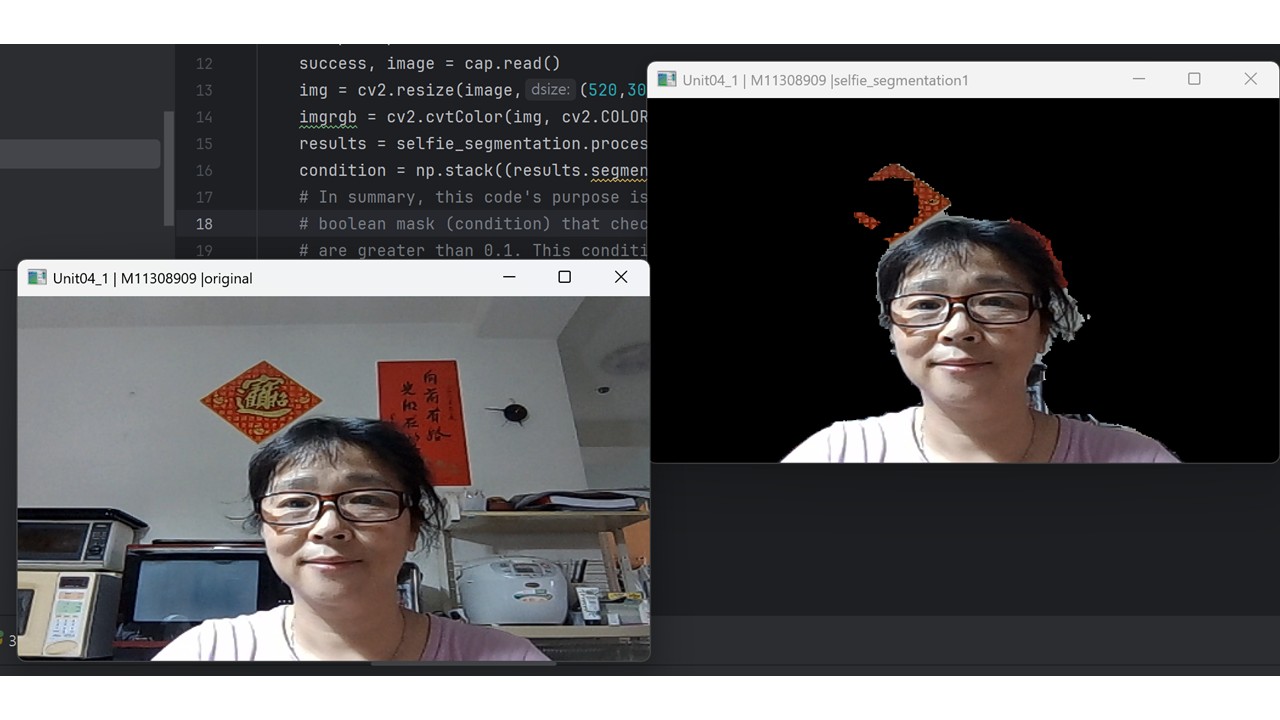 12 success, image = cap.read()
13 img = cv2.resize(image, dsize: (520,30
14 imgrgb = cv2.cvtColor(img, cv2.COLOR
15 results = selfie_segmentation.proces
16 condition = np.stack((results.segmen
17 # In summary, this code's purpose is
18 # boolean mask (condition) that chec
19 # are greater than 0.1. This conditi
Unit04_1 | M11308909 |selfie_segmentation1
Unit04_1 | M11308909 |original
向前有路
光在
3